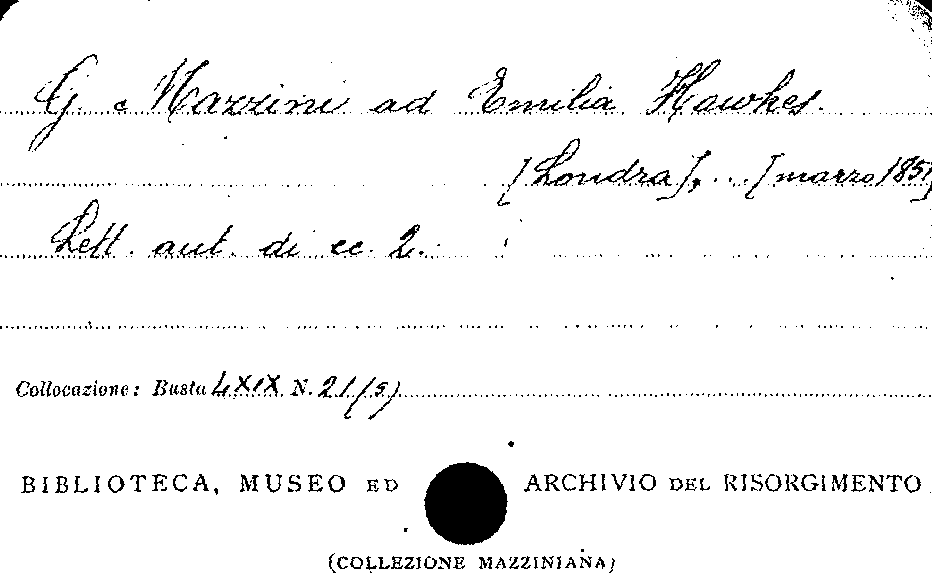 G. Mazzini ad Emilia Hawkes.
[Londra], ... [marzo 1851]
Lett. aut. di cc. 2.
Collocazione: Busta LXIX N. 21/(5)
BIBLIOTECA, MUSEO ED ARCHIVIO DEL RISORGIMENTO
(COLLEZIONE MAZZINIANA)